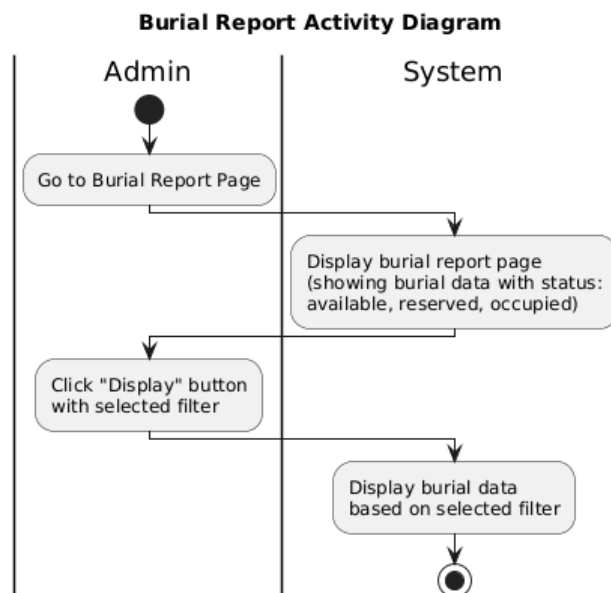 Burial Report Activity Diagram
Admin
System
Go to Burial Report Page
Display burial report page
(showing burial data with status:
available, reserved, occupied)
Click "Display" button
with selected filter
Display burial data
based on selected filter